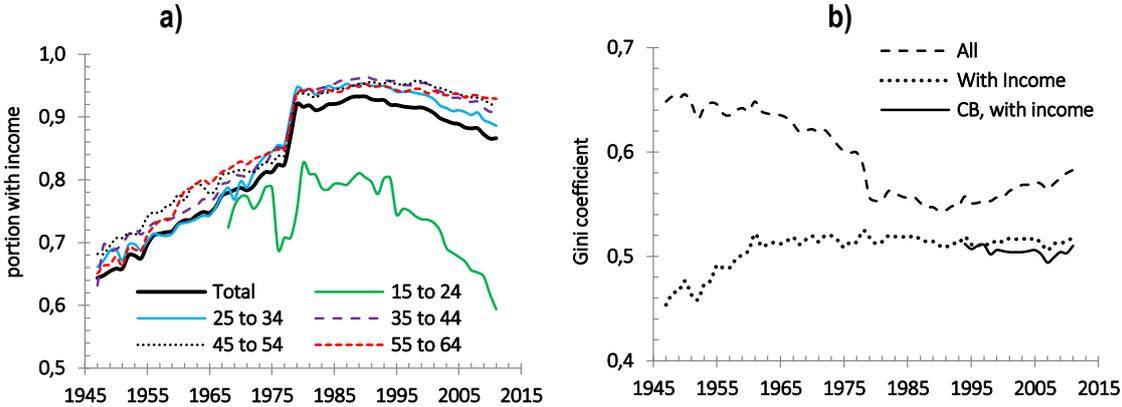 a)
portion with income
1,0
0,9
0,8
0,7
0,6
0,5
Total
15 to 24
25 to 34
35 to 44
45 to 54
55 to 64
1945 1955 1965 1975 1985 1995 2005 2015
b)
Gini coefficient
0,7
0,6
0,5
0,4
All
With Income
CB, with income
1945 1955 1965 1975 1985 1995 2005 2015